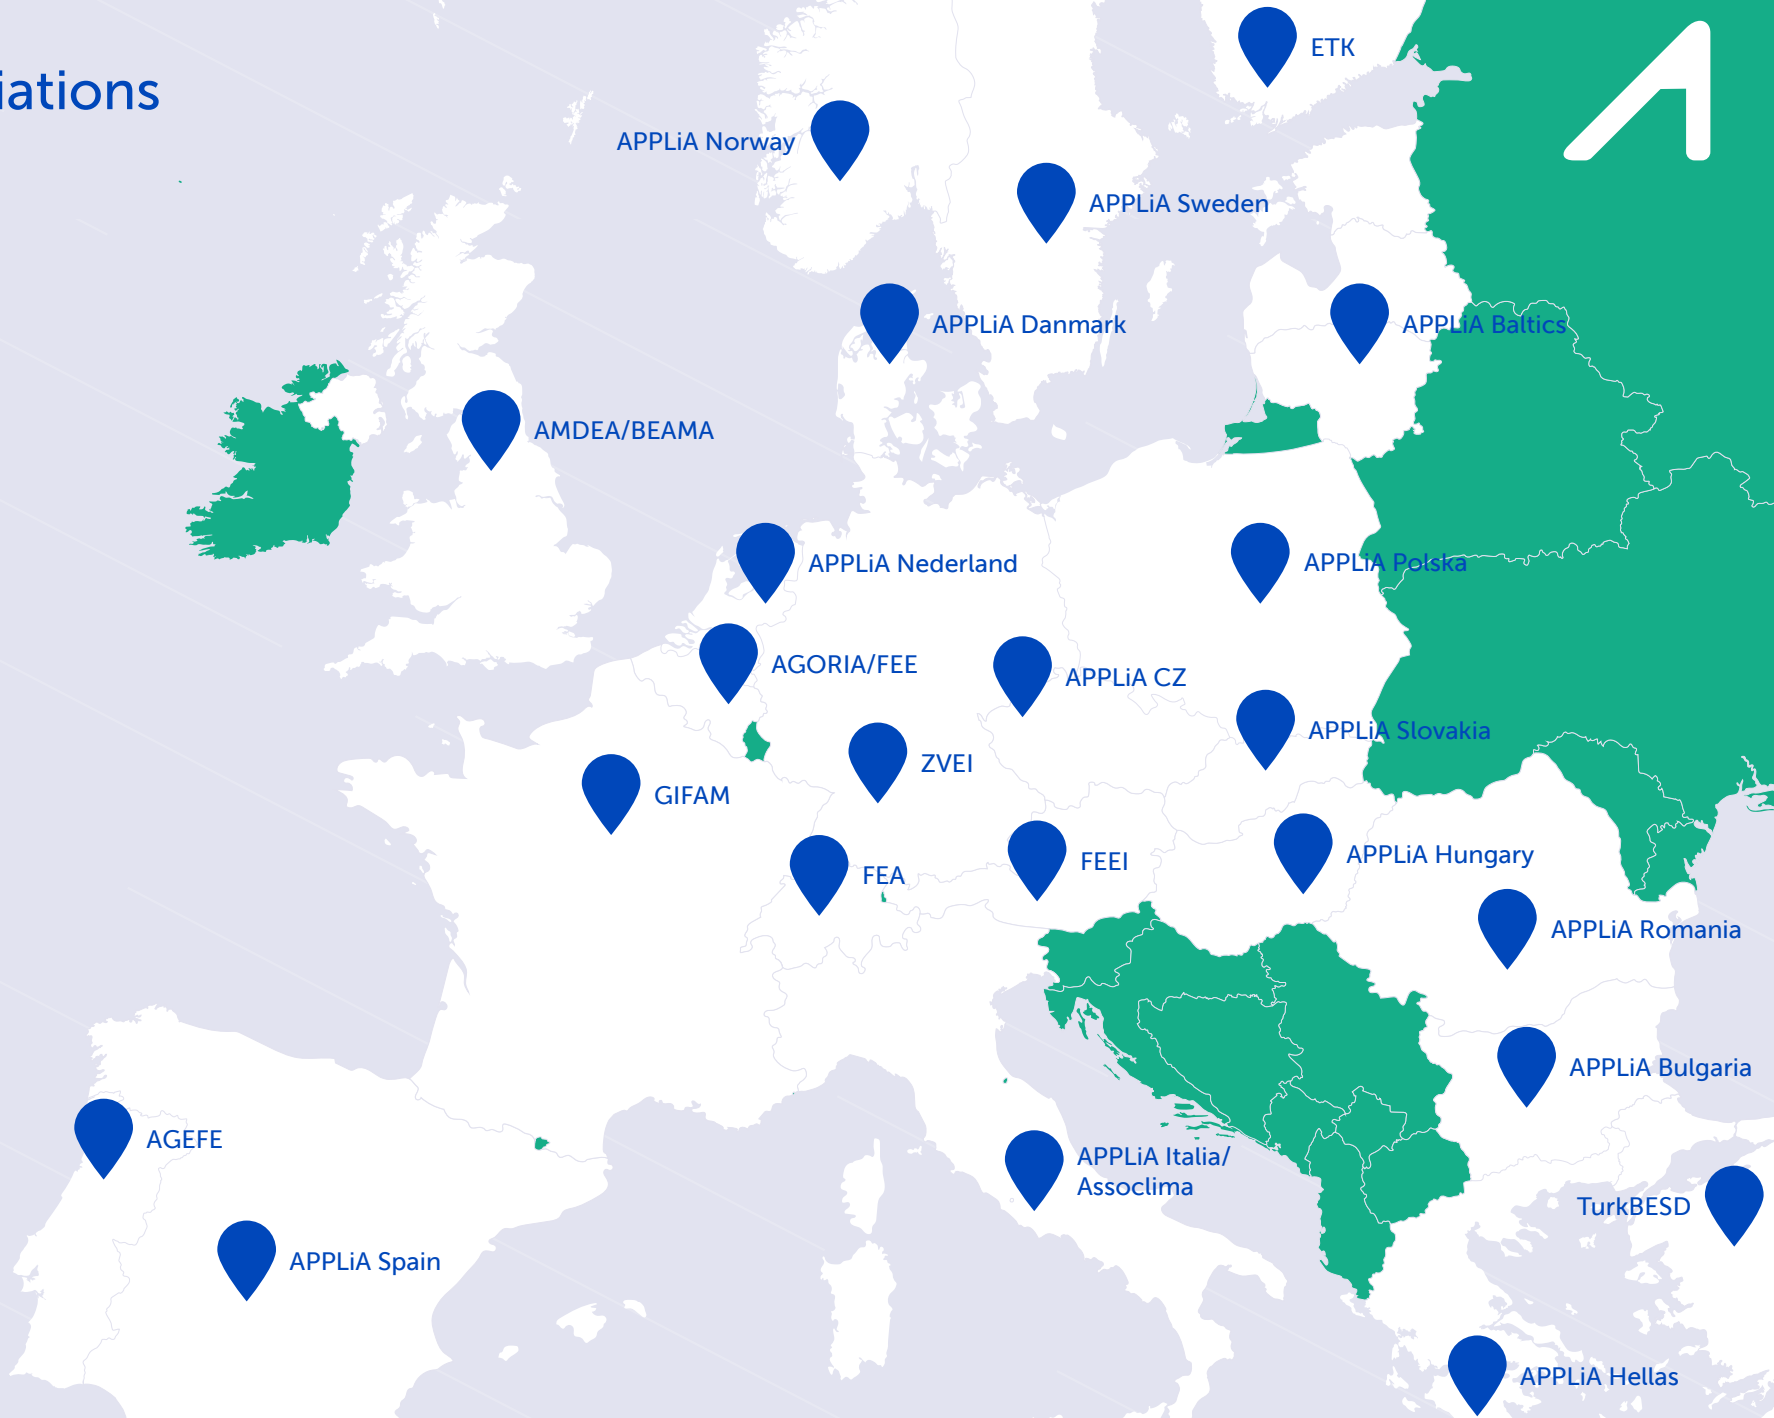 iations
ETK
APPLiA Norway
APPLiA Sweden
APPLiA Danmark
APPLiA Baltics
AMDEA/BEAMA
APPLiA Nederland
APPLiA Polska
AGORIA/FEE
APPLiA CZ
APPLiA Slovakia
ZVEI
GIFAM
APPLiA Hungary
FEEI
FEA
APPLiA Romania
APPLiA Bulgaria
AGEFE
APPLiA Italia/
Assoclima
TurkBESD
APPLiA Spain
APPLiA Hellas